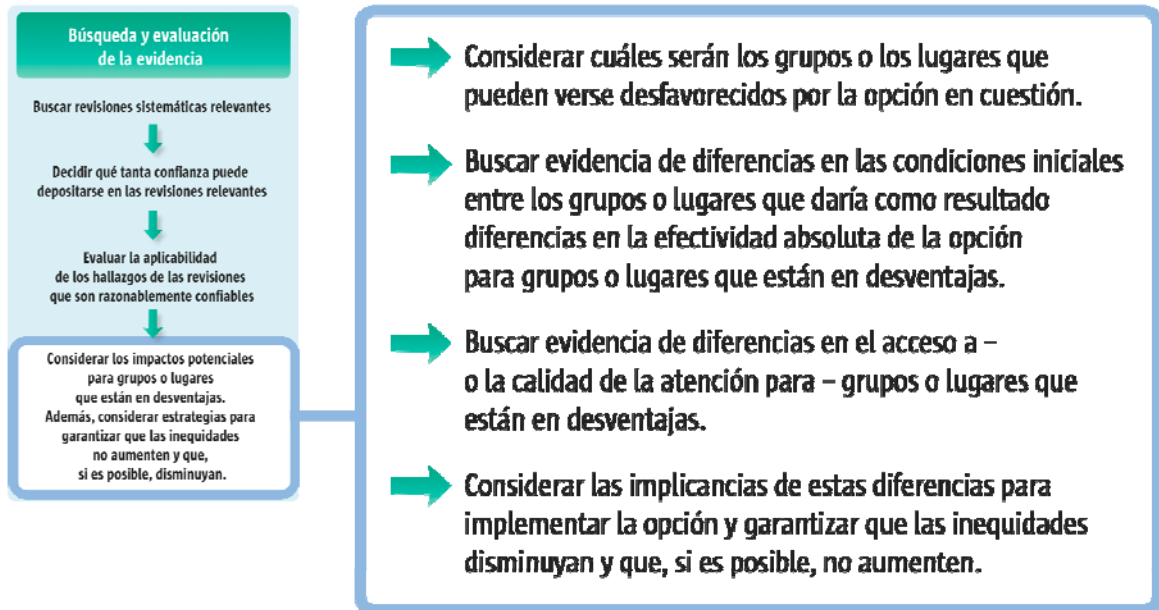 Búsqueda y evaluación
de la evidencia
Buscar revisiones sistemáticas relevantes
Decidir qué tanta confianza puede
depositarse en las revisiones relevantes
Evaluar la aplicabilidad
de los hallazgos de las revisiones
que son razonablemente confiables
Considerar los impactos potenciales
para grupos o lugares
que están en desventajas.
Además, considerar estrategias para
garantizar que las inequidades
no aumenten y que,
si es posible, disminuyan.
Considerar cuáles serán los grupos o los lugares que
pueden verse desfavorecidos por la opción en cuestión.
Buscar evidencia de diferencias en las condiciones iniciales
entre los grupos o lugares que daría como resultado
diferencias en la efectividad absoluta de la opción
para grupos o lugares que están en desventajas.
Buscar evidencia de diferencias en el acceso a –
o la calidad de la atención para – grupos o lugares que
están en desventajas.
Considerar las implicancias de estas diferencias para
implementar la opción y garantizar que las inequidades
disminuyan y que, si es posible, no aumenten.